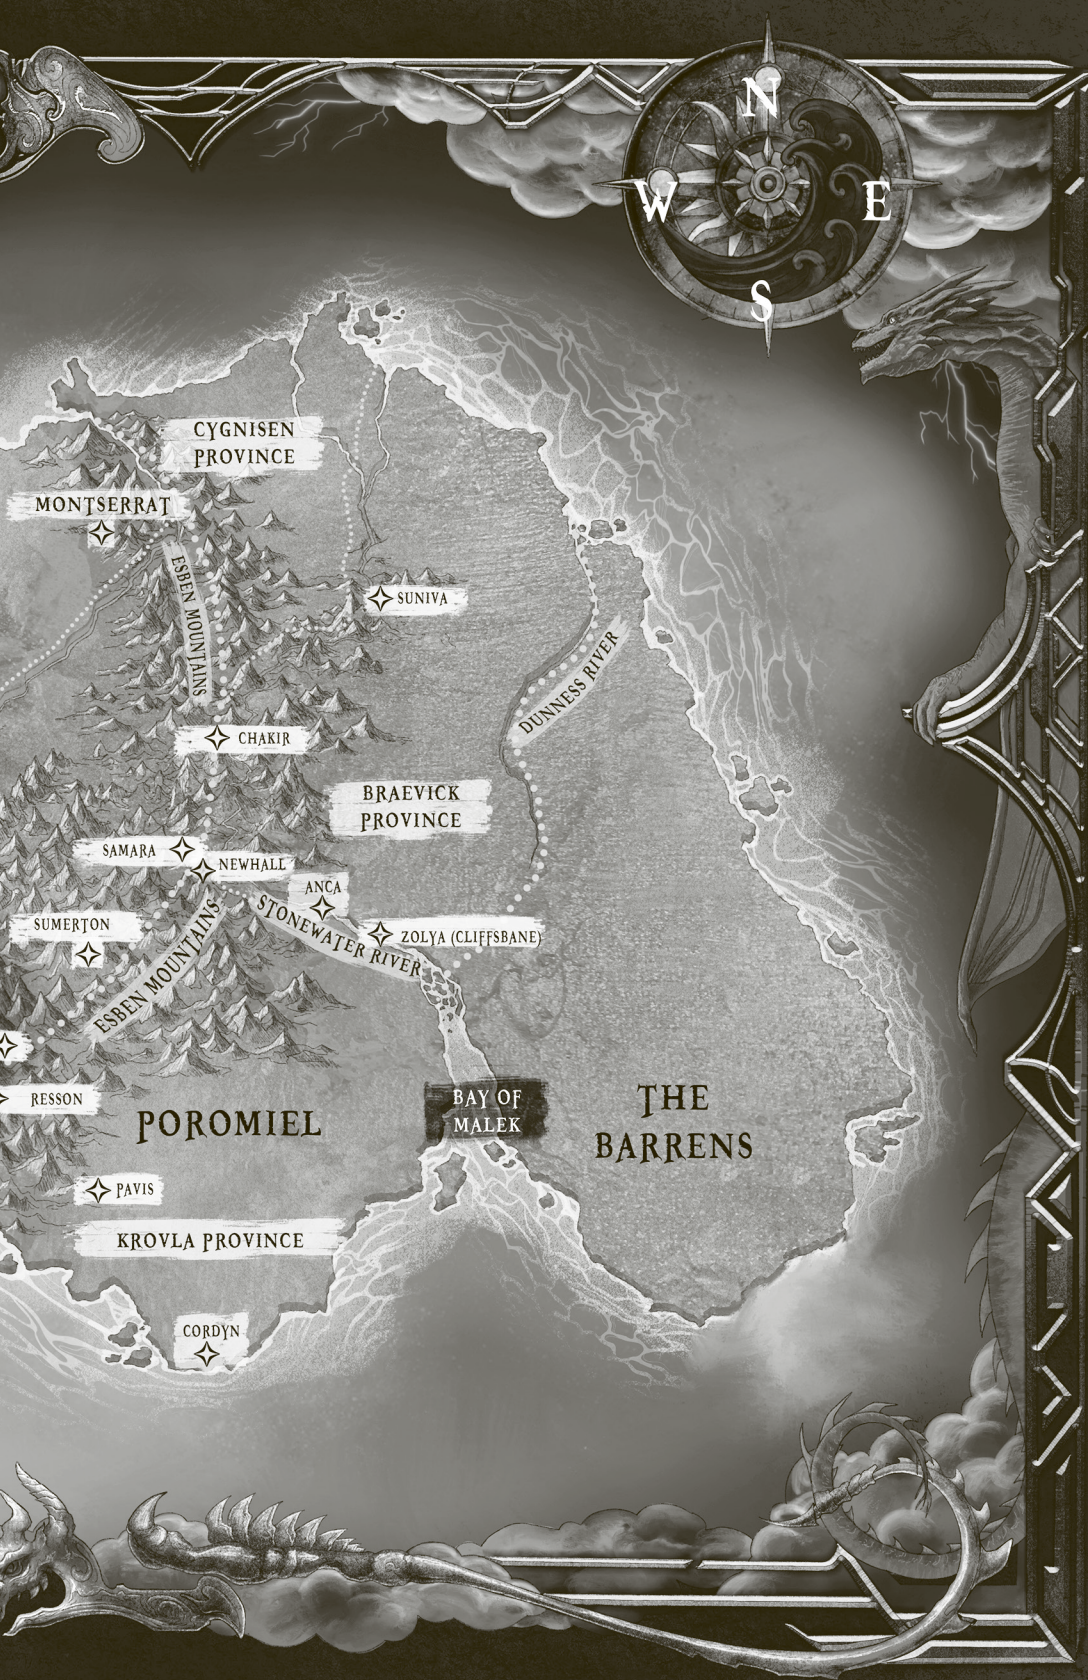 N
W
E
S
CYGNISEN
PROVINCE
MONTSERRAT
ESBEN MOUNTAINS
SUNIVA
DUNNESS RIVER
CHAKIR
BRAEVICK
PROVINCE
SAMARA
NEWHALL
ANCA
SUMERTON
STONEWATER RIVER
ZOLYA (CLIFFSBANE)
ESBEN MOUNTAINS
RESSON
POROMIEL
BAY OF
MALEK
THE
BARRENS
PAVIS
KROVLA PROVINCE
CORDYN